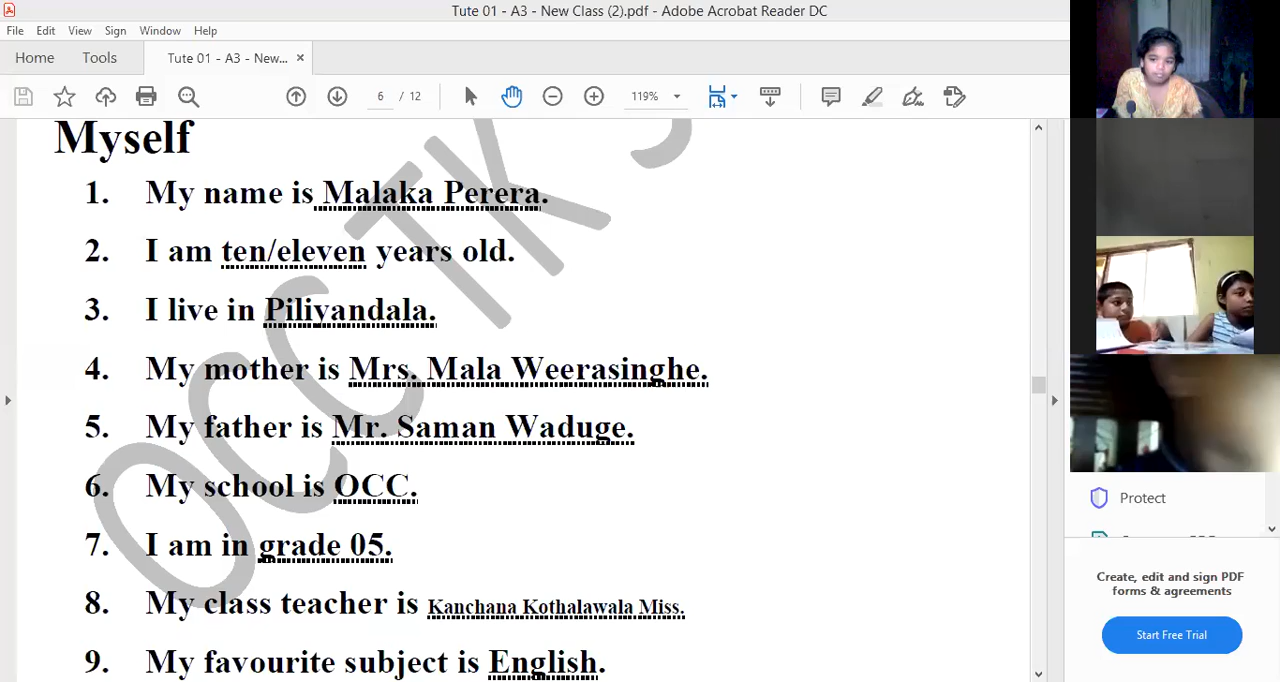 Tute 01 - A3 - New Class (2).pdf - Adobe Acrobat Reader DC
File Edit View Sign Window Help
Home Tools Tute 01 - A3 - New... ×
6 / 12 119%
Myself
1. My name is Malaka Perera.
2. I am ten/eleven years old.
3. I live in Piliyandala.
4. My mother is Mrs. Mala Weerasinghe.
5. My father is Mr. Saman Waduge.
6. My school is OCC.
7. I am in grade 05.
8. My class teacher is Kanchana Kothalawala Miss.
9. My favourite subject is English.
OCC TK
Protect
Create, edit and sign PDF
forms & agreements
Start Free Trial